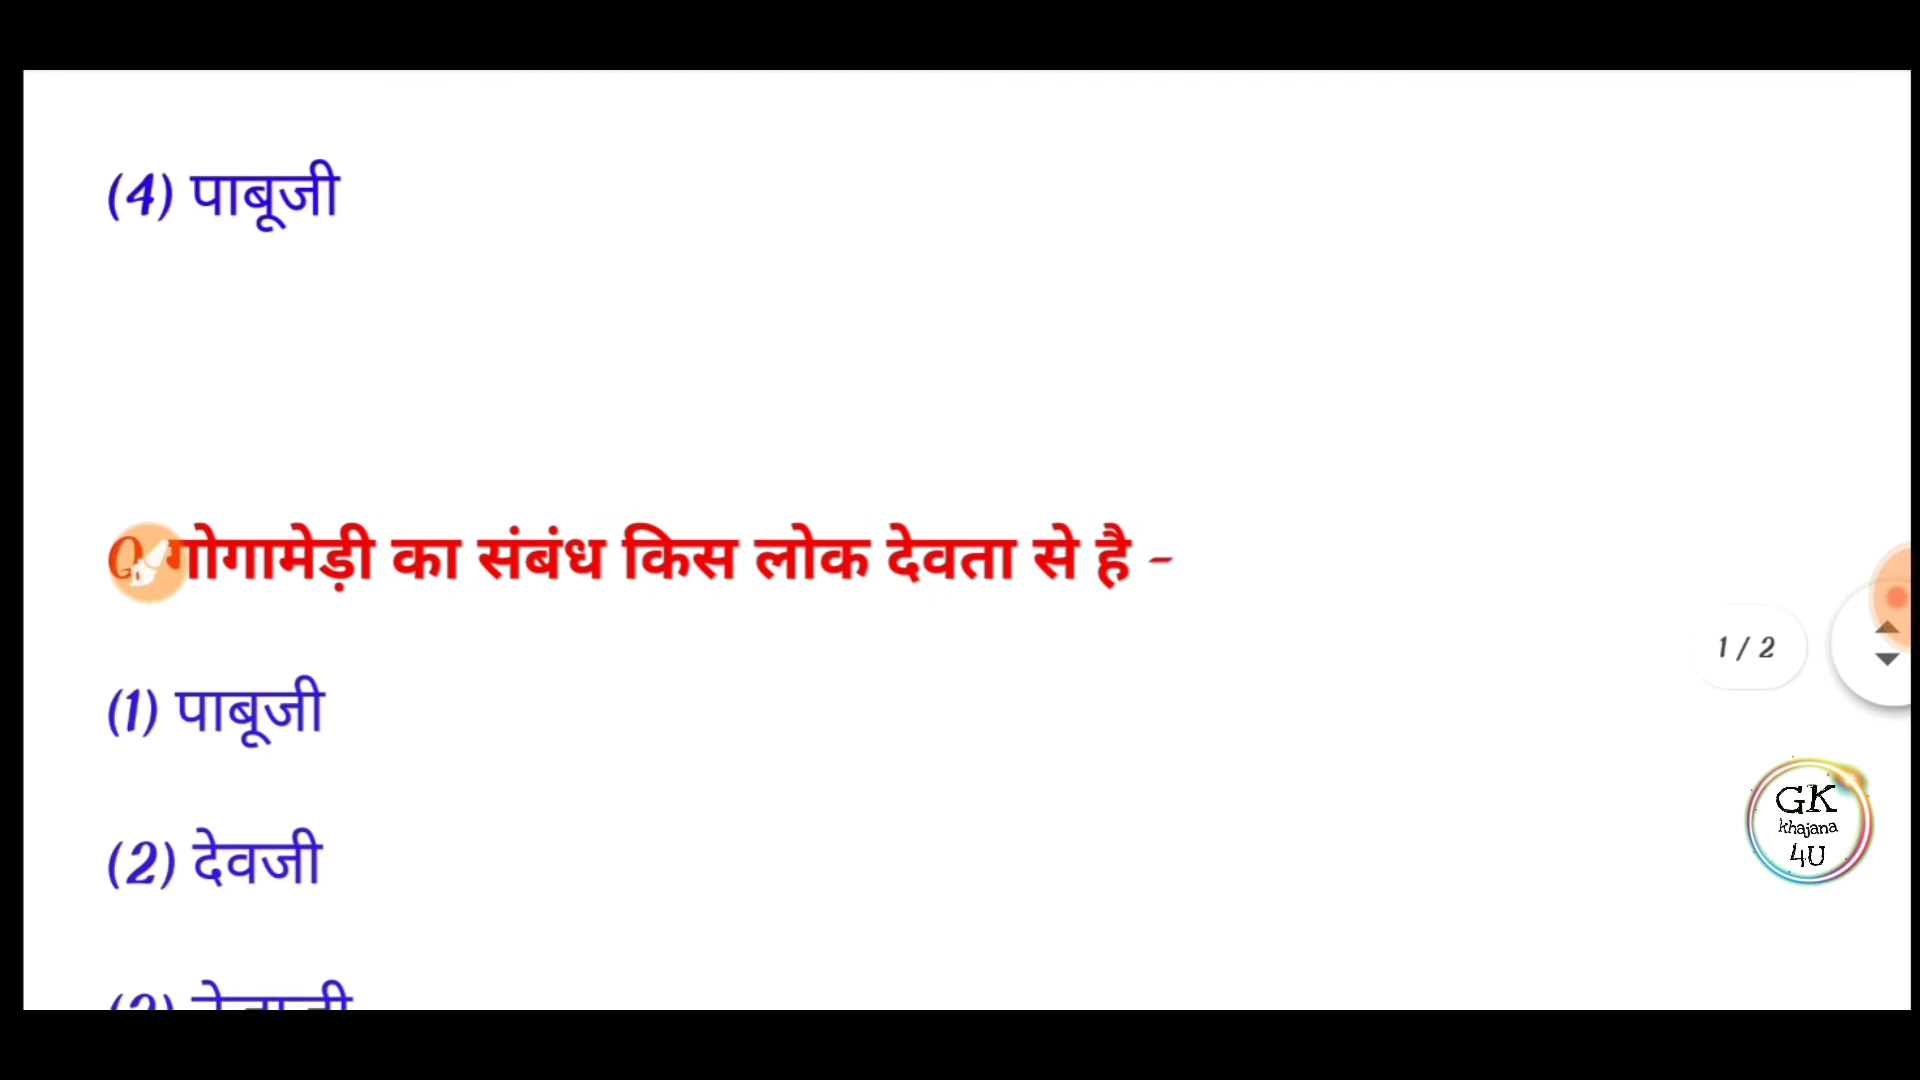 (4) पाबूजी
Q. गोगामेड़ी का संबंध किस लोक देवता से है -
(1) पाबूजी
1 / 2
(2) देवजी
GK
khajana
4U